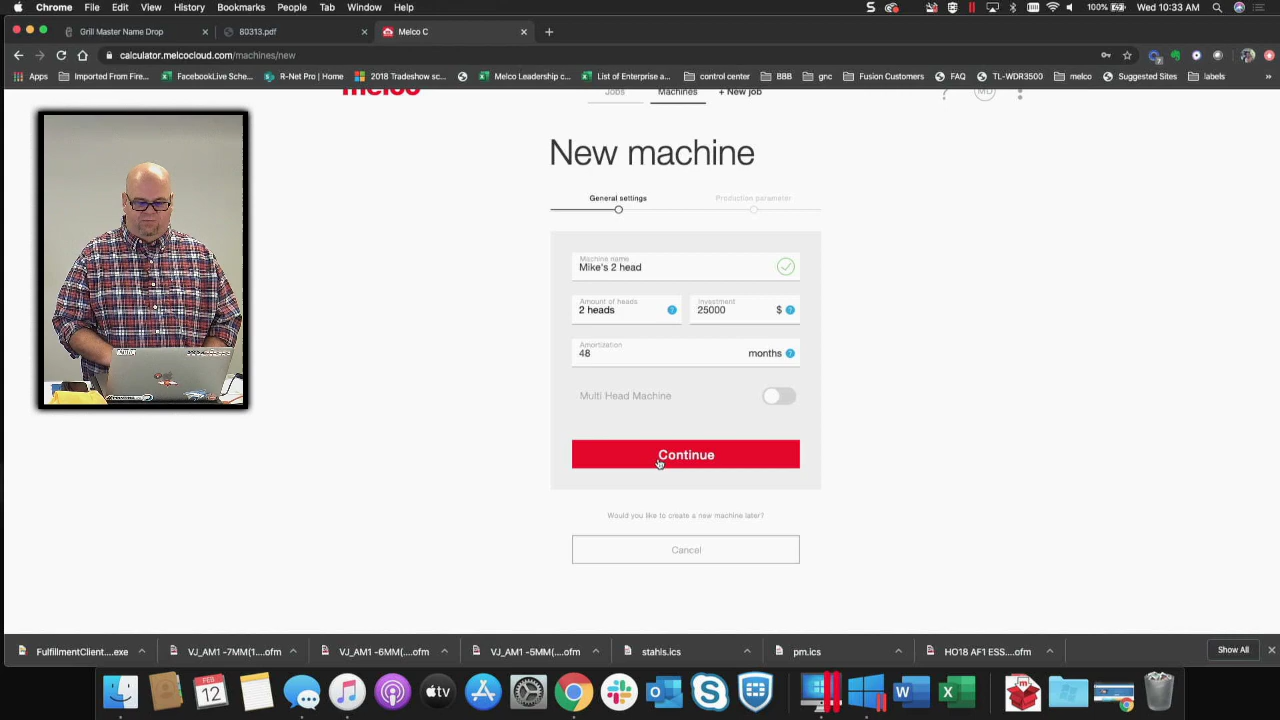 Chrome File Edit View History Bookmarks People Tab Window Help 100% Wed 10:33 AM
Grill Master Name Drop 80313.pdf Melco C
calculator.melcocloud.com/machines/new
Apps Imported From Fire... FacebookLive Sche... R-Net Pro | Home 2018 Tradeshow sc... Melco Leadership c... List of Enterprise a... control center BBB gnc Fusion Customers FAQ TL-WDR3500 melco Suggested Sites labels »
melco Jobs Machines + New job ? MD
New machine
General settings Production parameter
Machine name
Mike's 2 head
Amount of heads Investment
2 heads ? 25000 $ ?
Amortization
48 months ?
Multi Head Machine
Continue
Would you like to create a new machine later?
Cancel
FulfillmentClient....exe VJ_AM1 -7MM(1....ofm VJ_AM1 -6MM(....ofm VJ_AM1 -5MM(....ofm stahls.ics pm.ics HO18 AF1 ESS....ofm Show All
FEB
12
tv